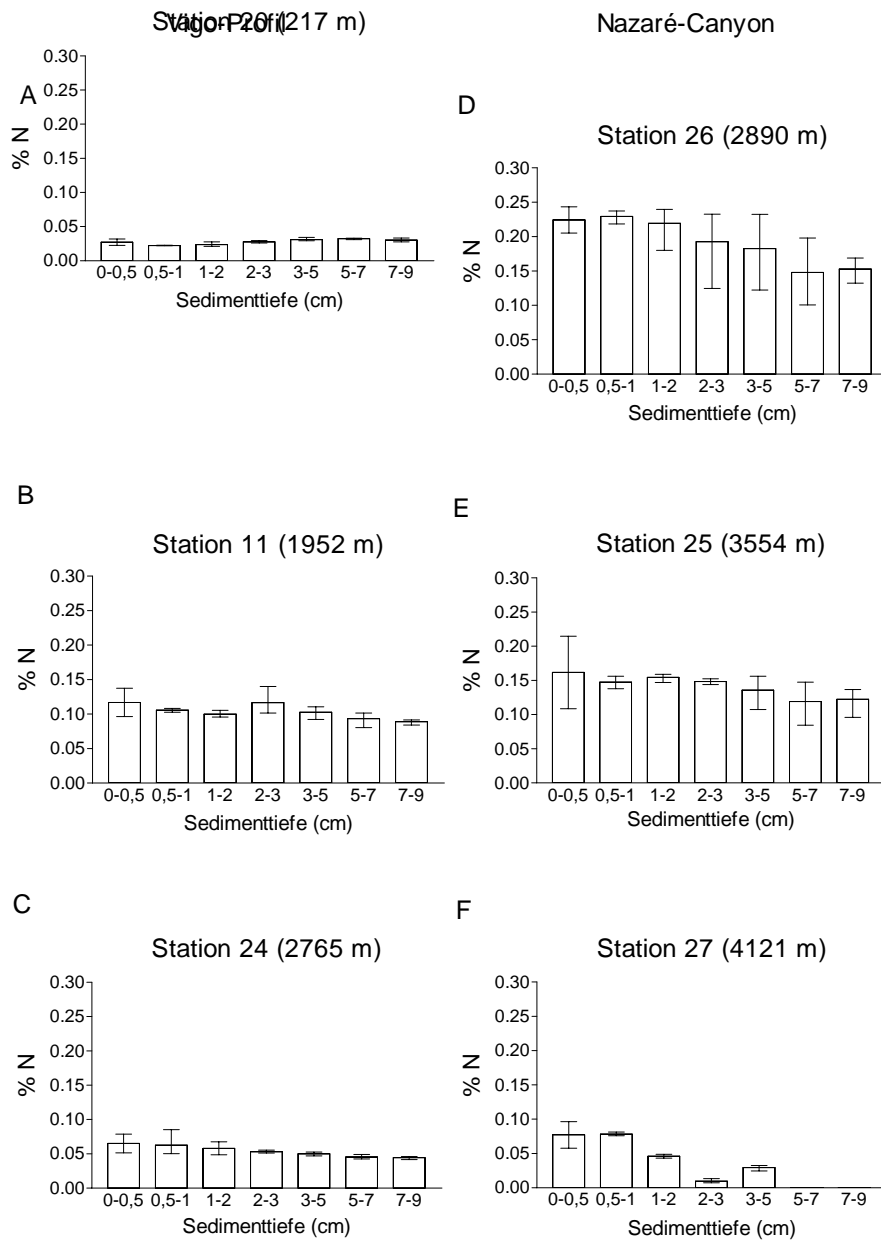 Vigo-Profil
Nazaré-Canyon
Station 20 (217 m)
A
% N
0.30
0.25
0.20
0.15
0.10
0.05
0.00
0-0,5 0,5-1 1-2 2-3 3-5 5-7 7-9
Sedimenttiefe (cm)
D
Station 26 (2890 m)
% N
0.30
0.25
0.20
0.15
0.10
0.05
0.00
0-0,5 0,5-1 1-2 2-3 3-5 5-7 7-9
Sedimenttiefe (cm)
B
Station 11 (1952 m)
% N
0.30
0.25
0.20
0.15
0.10
0.05
0.00
0-0,5 0,5-1 1-2 2-3 3-5 5-7 7-9
Sedimenttiefe (cm)
E
Station 25 (3554 m)
% N
0.30
0.25
0.20
0.15
0.10
0.05
0.00
0-0,5 0,5-1 1-2 2-3 3-5 5-7 7-9
Sedimenttiefe (cm)
C
Station 24 (2765 m)
% N
0.30
0.25
0.20
0.15
0.10
0.05
0.00
0-0,5 0,5-1 1-2 2-3 3-5 5-7 7-9
Sedimenttiefe (cm)
F
Station 27 (4121 m)
% N
0.30
0.25
0.20
0.15
0.10
0.05
0.00
0-0,5 0,5-1 1-2 2-3 3-5 5-7 7-9
Sedimenttiefe (cm)